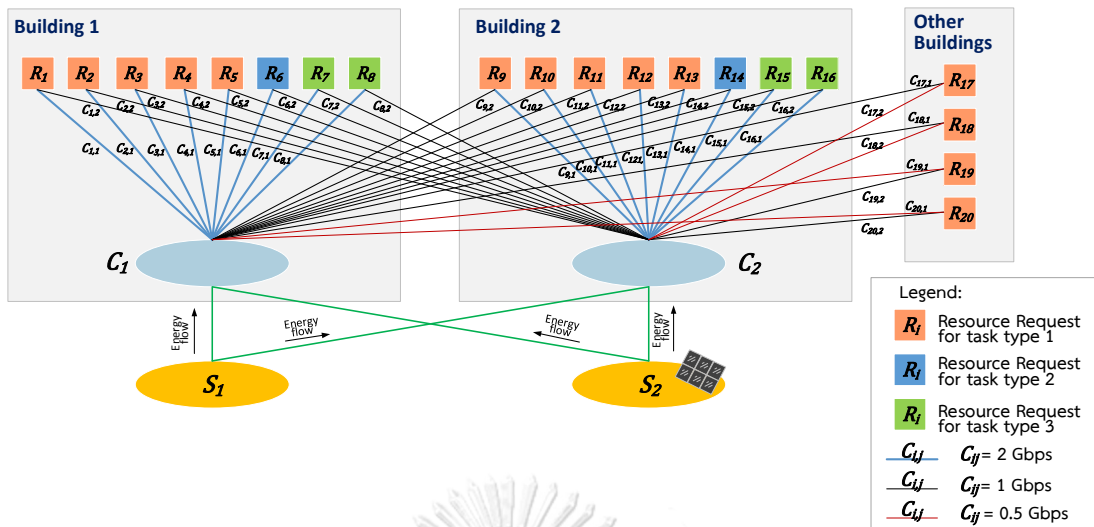 Building 1
Building 2
Other
Buildings
R1 R2 R3 R4 R5 R6 R7 R8
R9 R10 R11 R12 R13 R14 R15 R16
R17
R18
R19
R20
C1,2 C2,2 C3,2 C4,2 C5,2 C6,2 C7,2 C8,2
C9,2 C10,2 C11,2 C12,2 C13,2 C14,2 C15,2 C16,2
C17,1
C17,2
C18,1
C18,2
C19,1
C19,2
C20,1
C20,2
C1,1 C2,1 C3,1 C4,1 C5,1 C6,1 C7,1 C8,1
C9,1 C10,1 C11,1 C121, C13,1 C14,1 C15,1 C16,1
C1
C2
Energy
flow
Energy
flow
Energy
flow
Energy
flow
S1
S2
Legend:
Ri Resource Request
for task type 1
Ri Resource Request
for task type 2
Ri Resource Request
for task type 3
Ci,j Cij = 2 Gbps
Ci,j Cij = 1 Gbps
Ci,j Cij = 0.5 Gbps